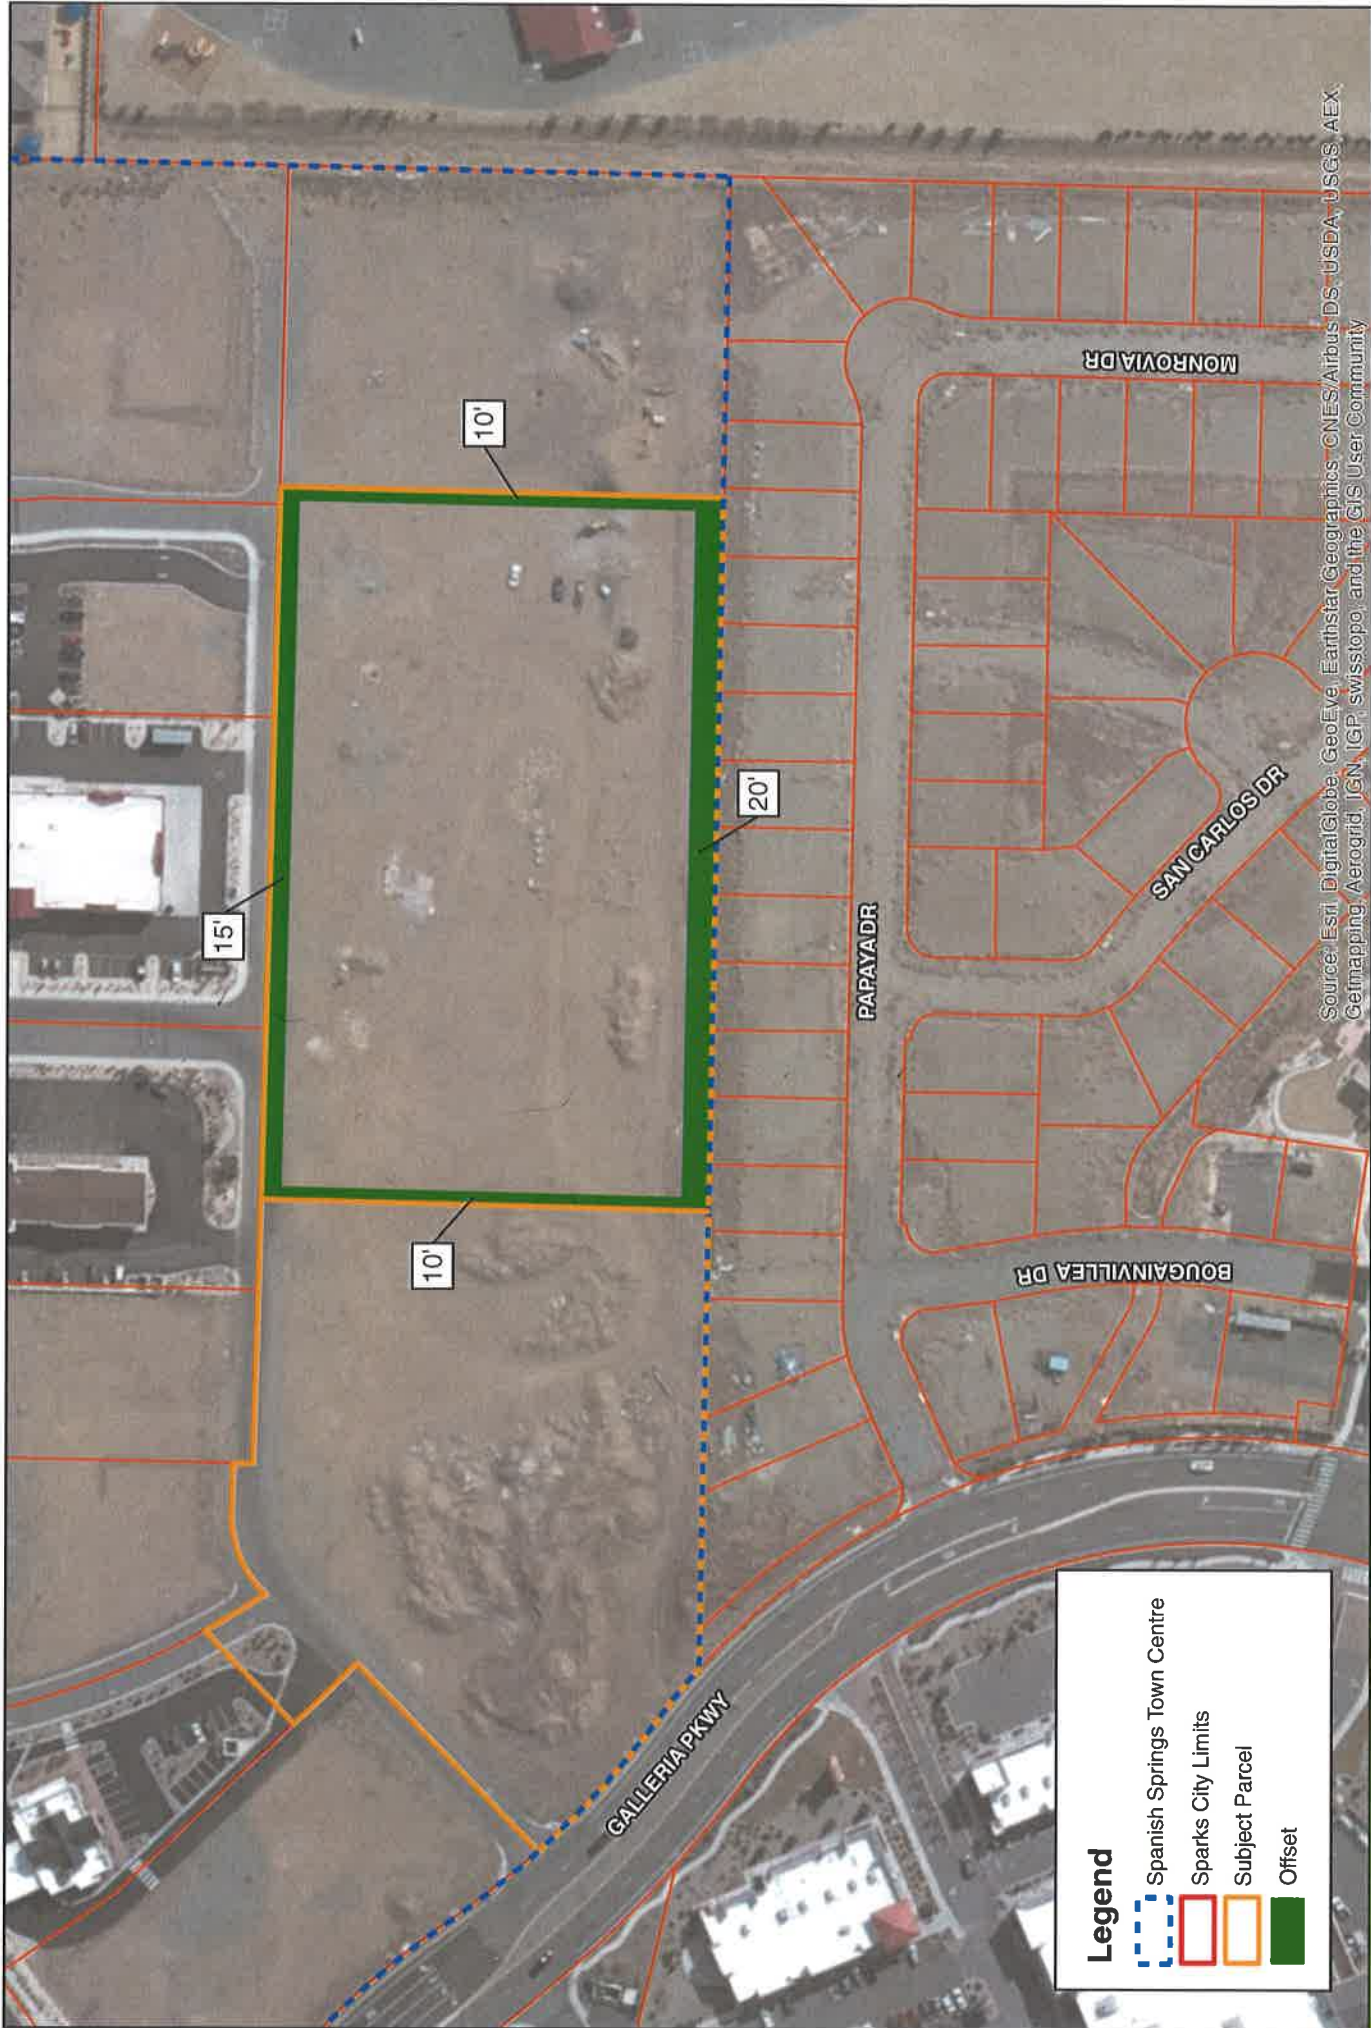 10'
15'
20'
10'
MONROVIA DR
SAN CARLOS DR
PAPAYA DR
BOUGAINVILLEA DR
GALLERIA PKWY
Legend
Spanish Springs Town Centre
Sparks City Limits
Subject Parcel
Offset
Source: Esri, DigitalGlobe, GeoEye, Earthstar Geographics, CNES/Airbus DS, USDA, USGS, AEX,
Getmapping, Aerogrid, IGN, IGP, swisstopo, and the GIS User Community